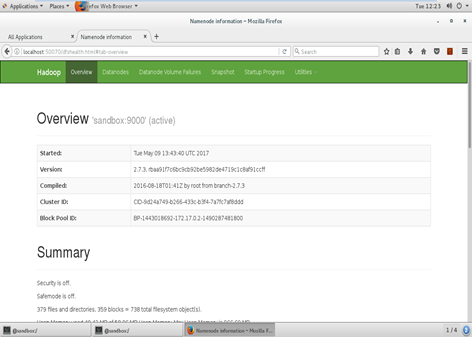 Applications Places Firefox Web Browser Tue 12:23
Namenode information - Mozilla Firefox
All Applications Namenode information
localhost:50070/dfshealth.html#tab-overview Search
Hadoop Overview Datanodes Datanode Volume Failures Snapshot Startup Progress Utilities
Overview 'sandbox:9000' (active)
Started: Tue May 09 13:43:40 UTC 2017
Version: 2.7.3, rbaa91f7c6bc9cb92be5982de4719c1c8af91ccff
Compiled: 2016-08-18T01:41Z by root from branch-2.7.3
Cluster ID: CID-9d24a749-b266-433c-b3f4-7a7fc7af8ddd
Block Pool ID: BP-1443018692-172.17.0.2-1490287481800
Summary
Security is off.
Safemode is off.
379 files and directories, 359 blocks = 738 total filesystem object(s).
@sandbox:/ @sandbox:/ Namenode information - Mozilla F... 1 / 4